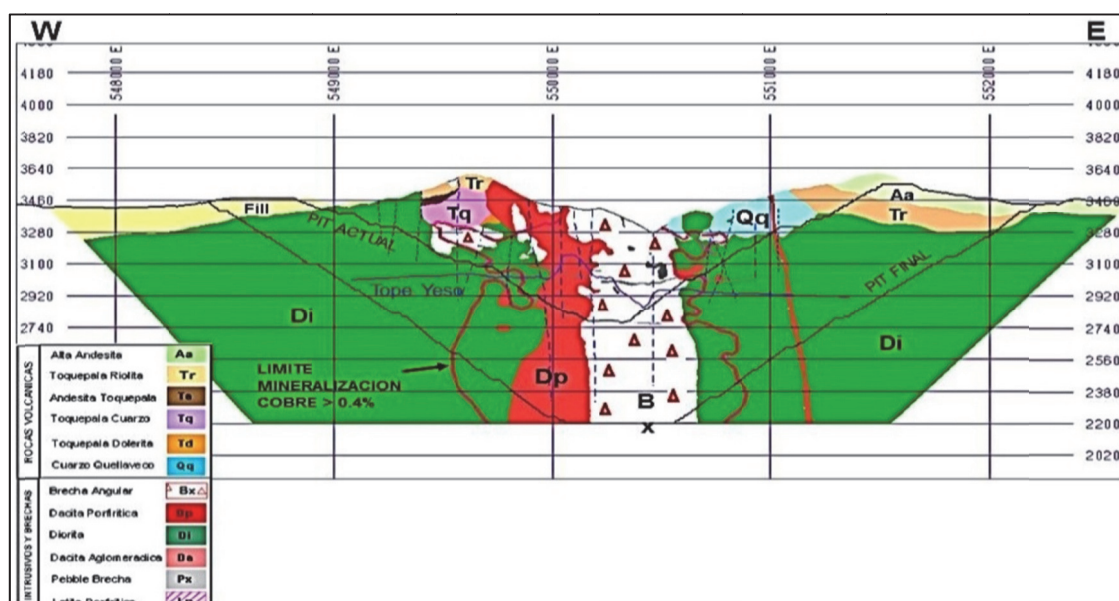 W E
4180 4180
4000 4000
3820 3820
3640 3640
3460 3460
3280 3280
3100 3100
2920 2920
2740 2740
2560 2560
2380 2380
2200 2200
2020
548000 E
549000 E
550000 E
551000 E
552000 E
Tr
Tq
Fill
Qq
Aa
Tr
PIT ACTUAL
PIT FINAL
Tope Yeso
Di
Di
Dp
B
X
LIMITE
MINERALIZACION
COBRE > 0.4%
ROCAS VOLCANICAS
Alta Andesita Aa
Toquepala Riolita Tr
Andesita Toquepala Ta
Toquepala Cuarzo Tq
Toquepala Dolerita Td
Cuarzo Quellaveco Qq
INTRUSIVOS Y BRECHAS
Brecha Angular Bx
Dacita Porfiritica Dp
Diorita Di
Dacita Aglomeradica Da
Pebble Brecha Px